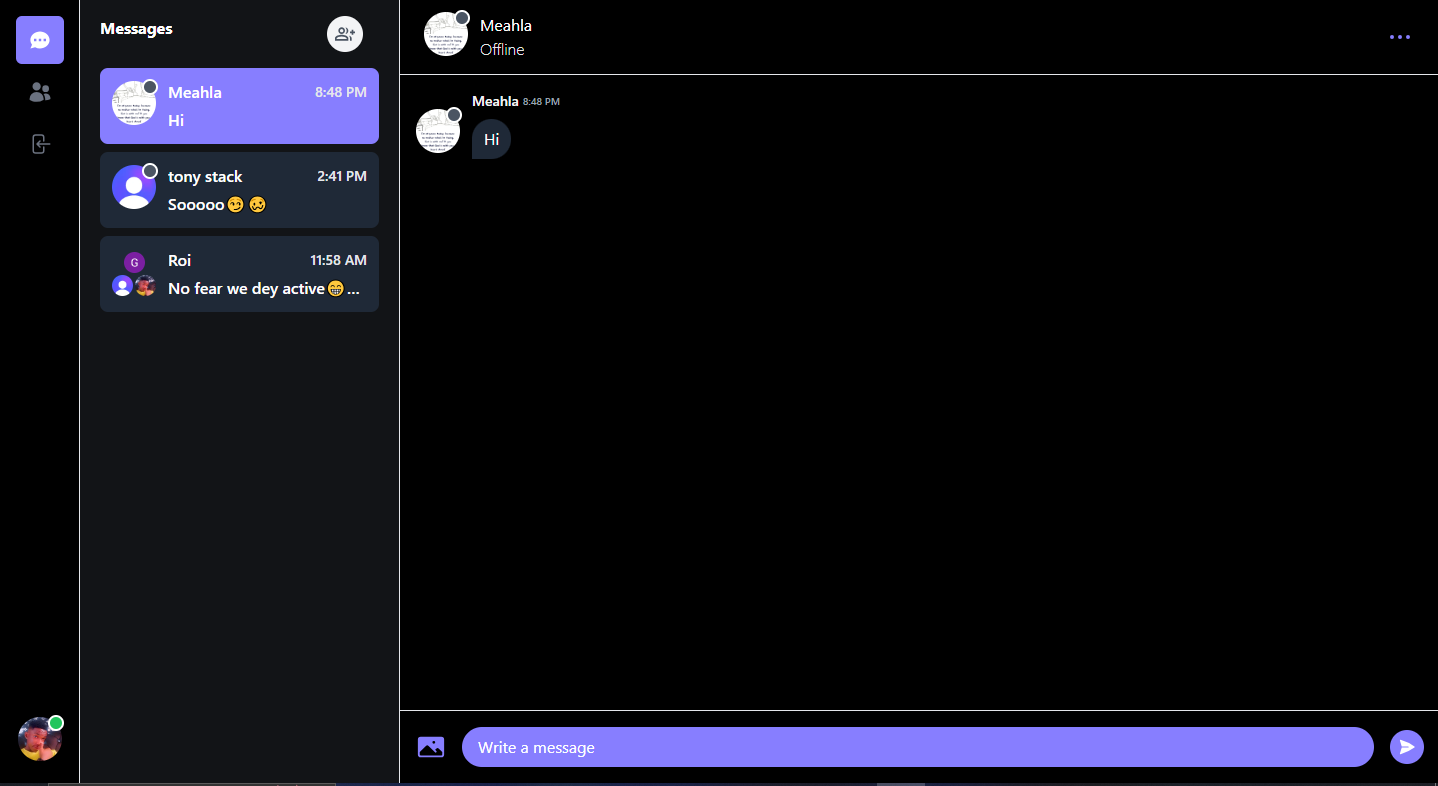 Messages
Meahla 8:48 PM
Hi
tony stack 2:41 PM
Sooooo😏🥴
G
Roi 11:58 AM
No fear we dey active😁...
Meahla
Offline
Meahla 8:48 PM
Hi
Write a message